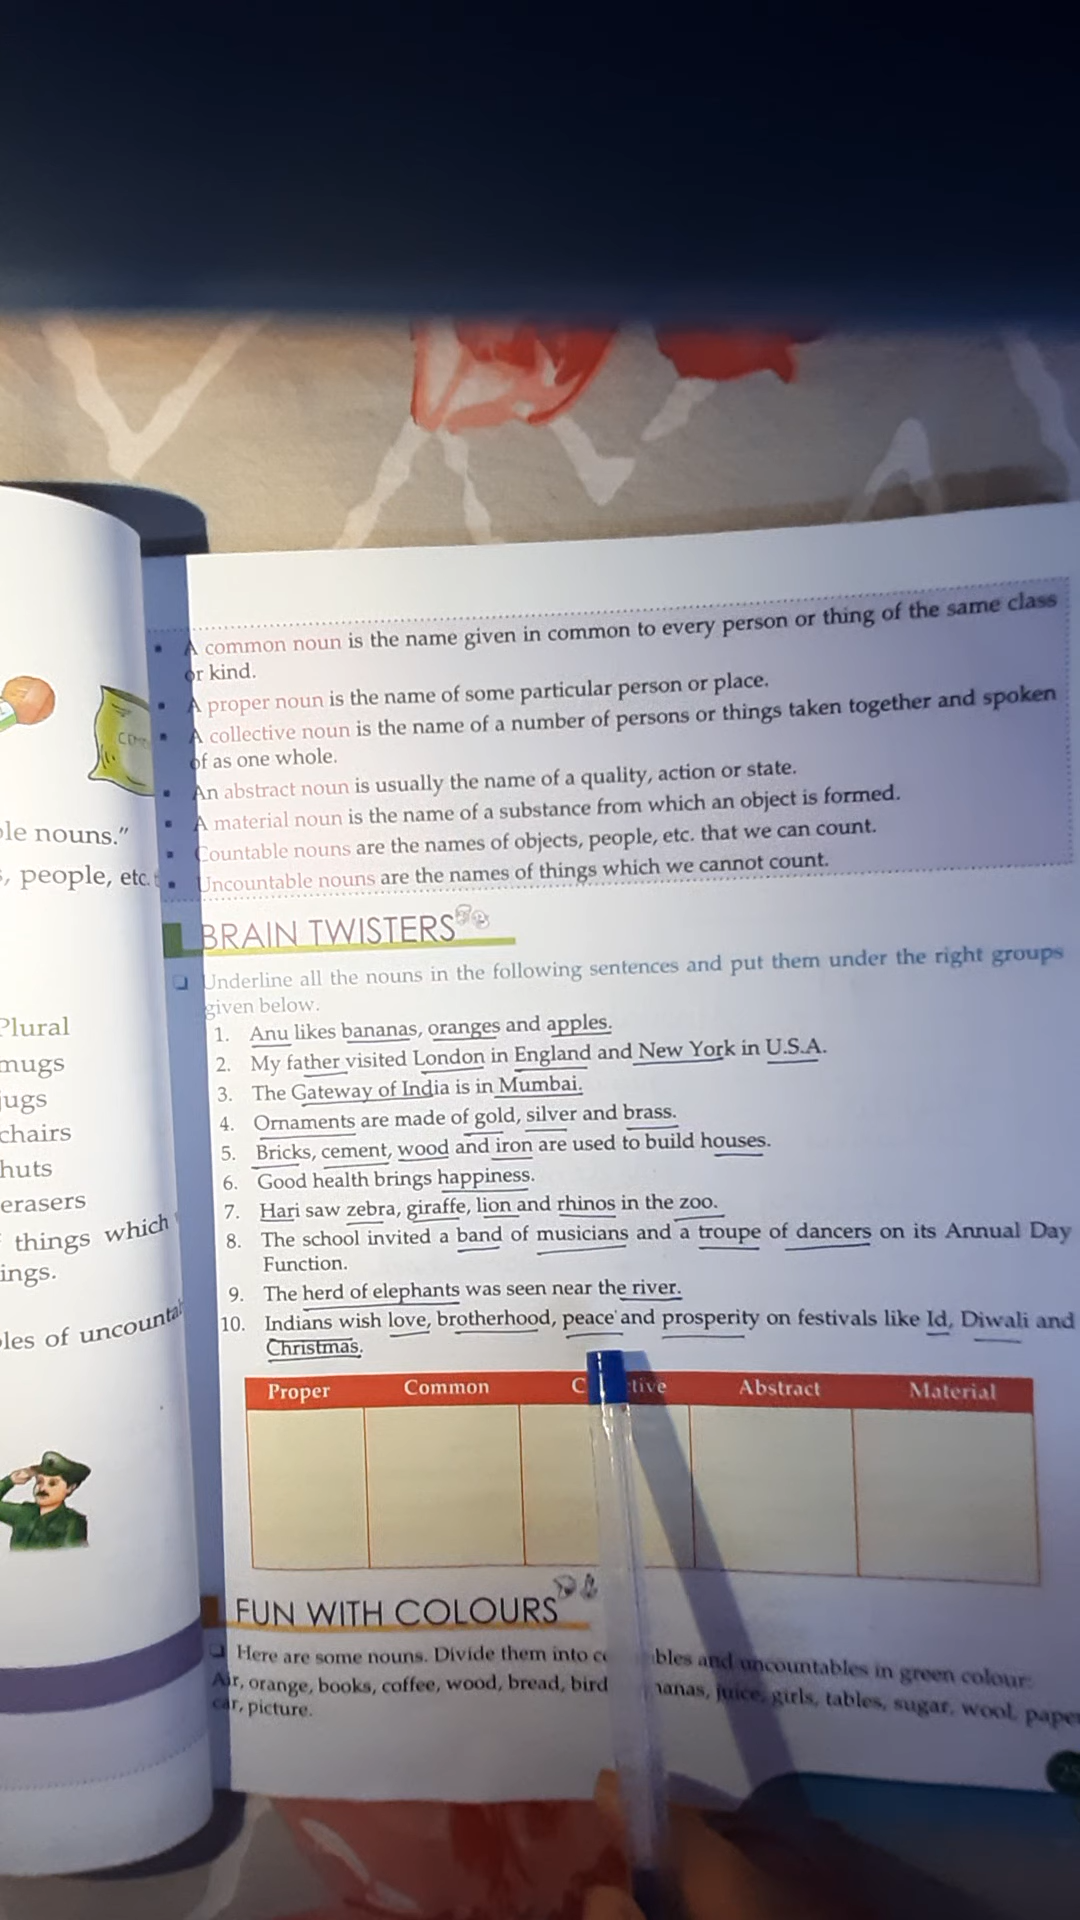 ole nouns."
, people, etc.
Plural
mugs
jugs
chairs
huts
erasers
things which
ings.
les of
A common noun is the name given in common to every person or thing of the same class
or kind.
A proper noun is the name of some particular person or place.
A collective noun is the name of a number of persons or things taken together and spoken
of as one whole.
An abstract noun is usually the name of a quality, action or state.
A material noun is the name of a substance from which an object is formed.
Countable nouns are the names of objects, people, etc. that we can count.
Uncountable nouns are the names of things which we cannot count.
BRAIN TWISTERS
Underline all the nouns in the following sentences and put them under the right groups
given below.
1. Anu likes bananas, oranges and apples.
2. My father visited London in England and New York in U.S.A.
3. The Gateway of India is in Mumbai.
4. Ornaments are made of gold, silver and brass.
5. Bricks, cement, wood and iron are used to build houses.
6. Good health brings happiness.
7. Hari saw zebra, giraffe, lion and rhinos in the zoo.
8. The school invited a band of musicians and a troupe of dancers on its Annual Day
Function.
9. The herd of elephants was seen near the river.
10. Indians wish love, brotherhood, peace and prosperity on festivals like Id, Diwali and
Christmas.
Proper Common C tive Abstract Material
FUN WITH COLOURS
Here are some nouns. Divide them into bles and uncountables in green colour:
Air, orange, books, coffee, wood, bread, bird nanas, juice, girls, tables, sugar, wool, paper
car, picture.